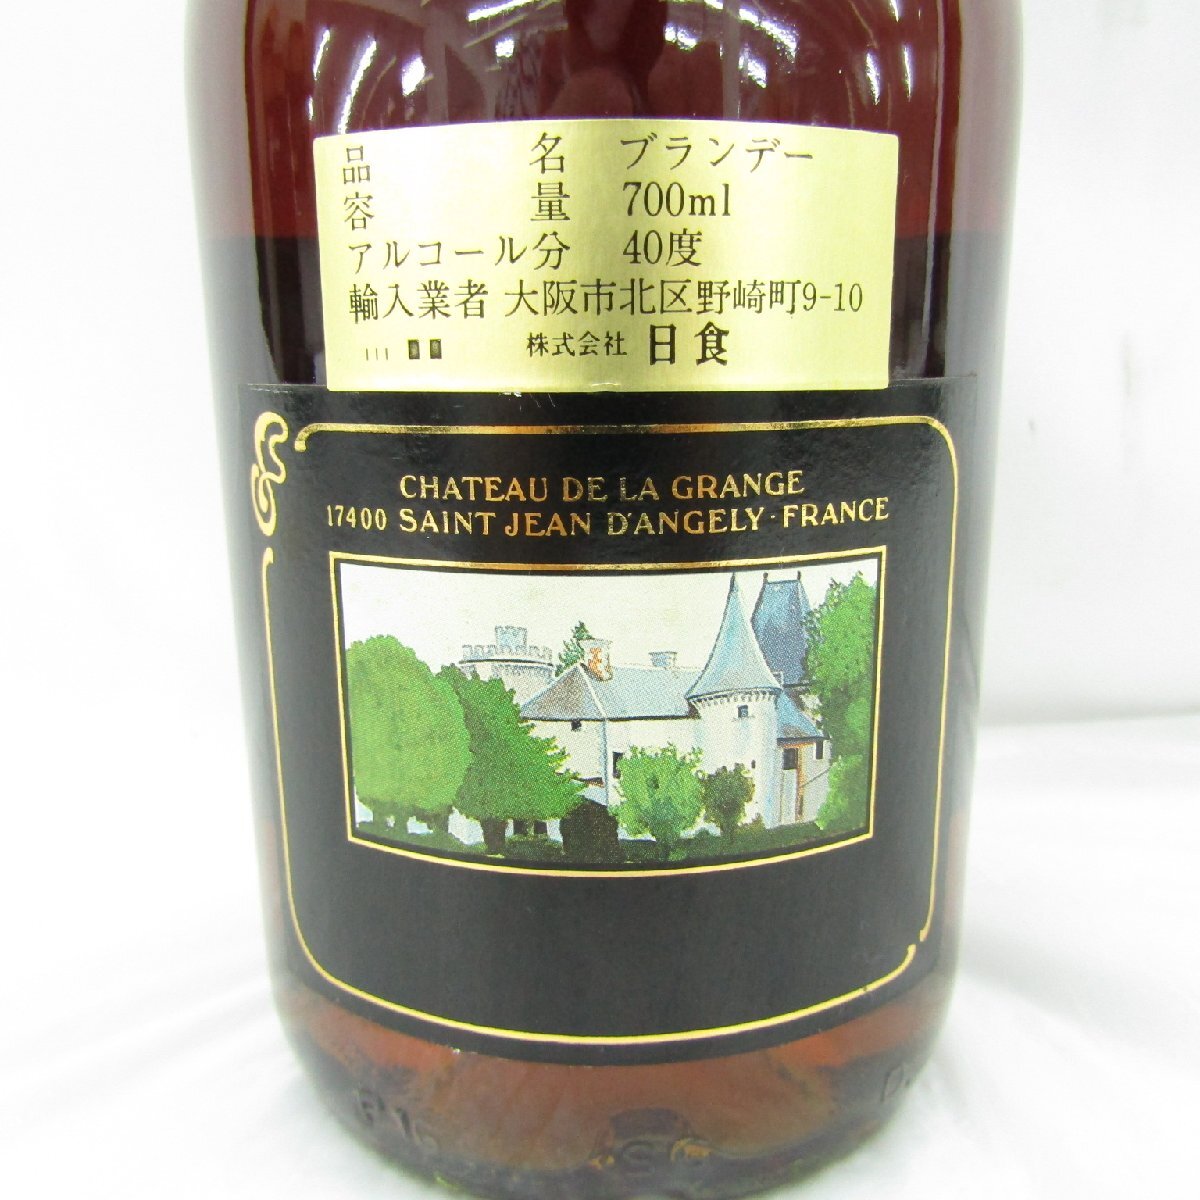 品名 ブランデー
容量 700ml
アルコール分 40度
輸入業者 大阪市北区野崎町9-10
株式会社 日食
CHATEAU DE LA GRANGE
17400 SAINT JEAN D'ANGELY-FRANCE